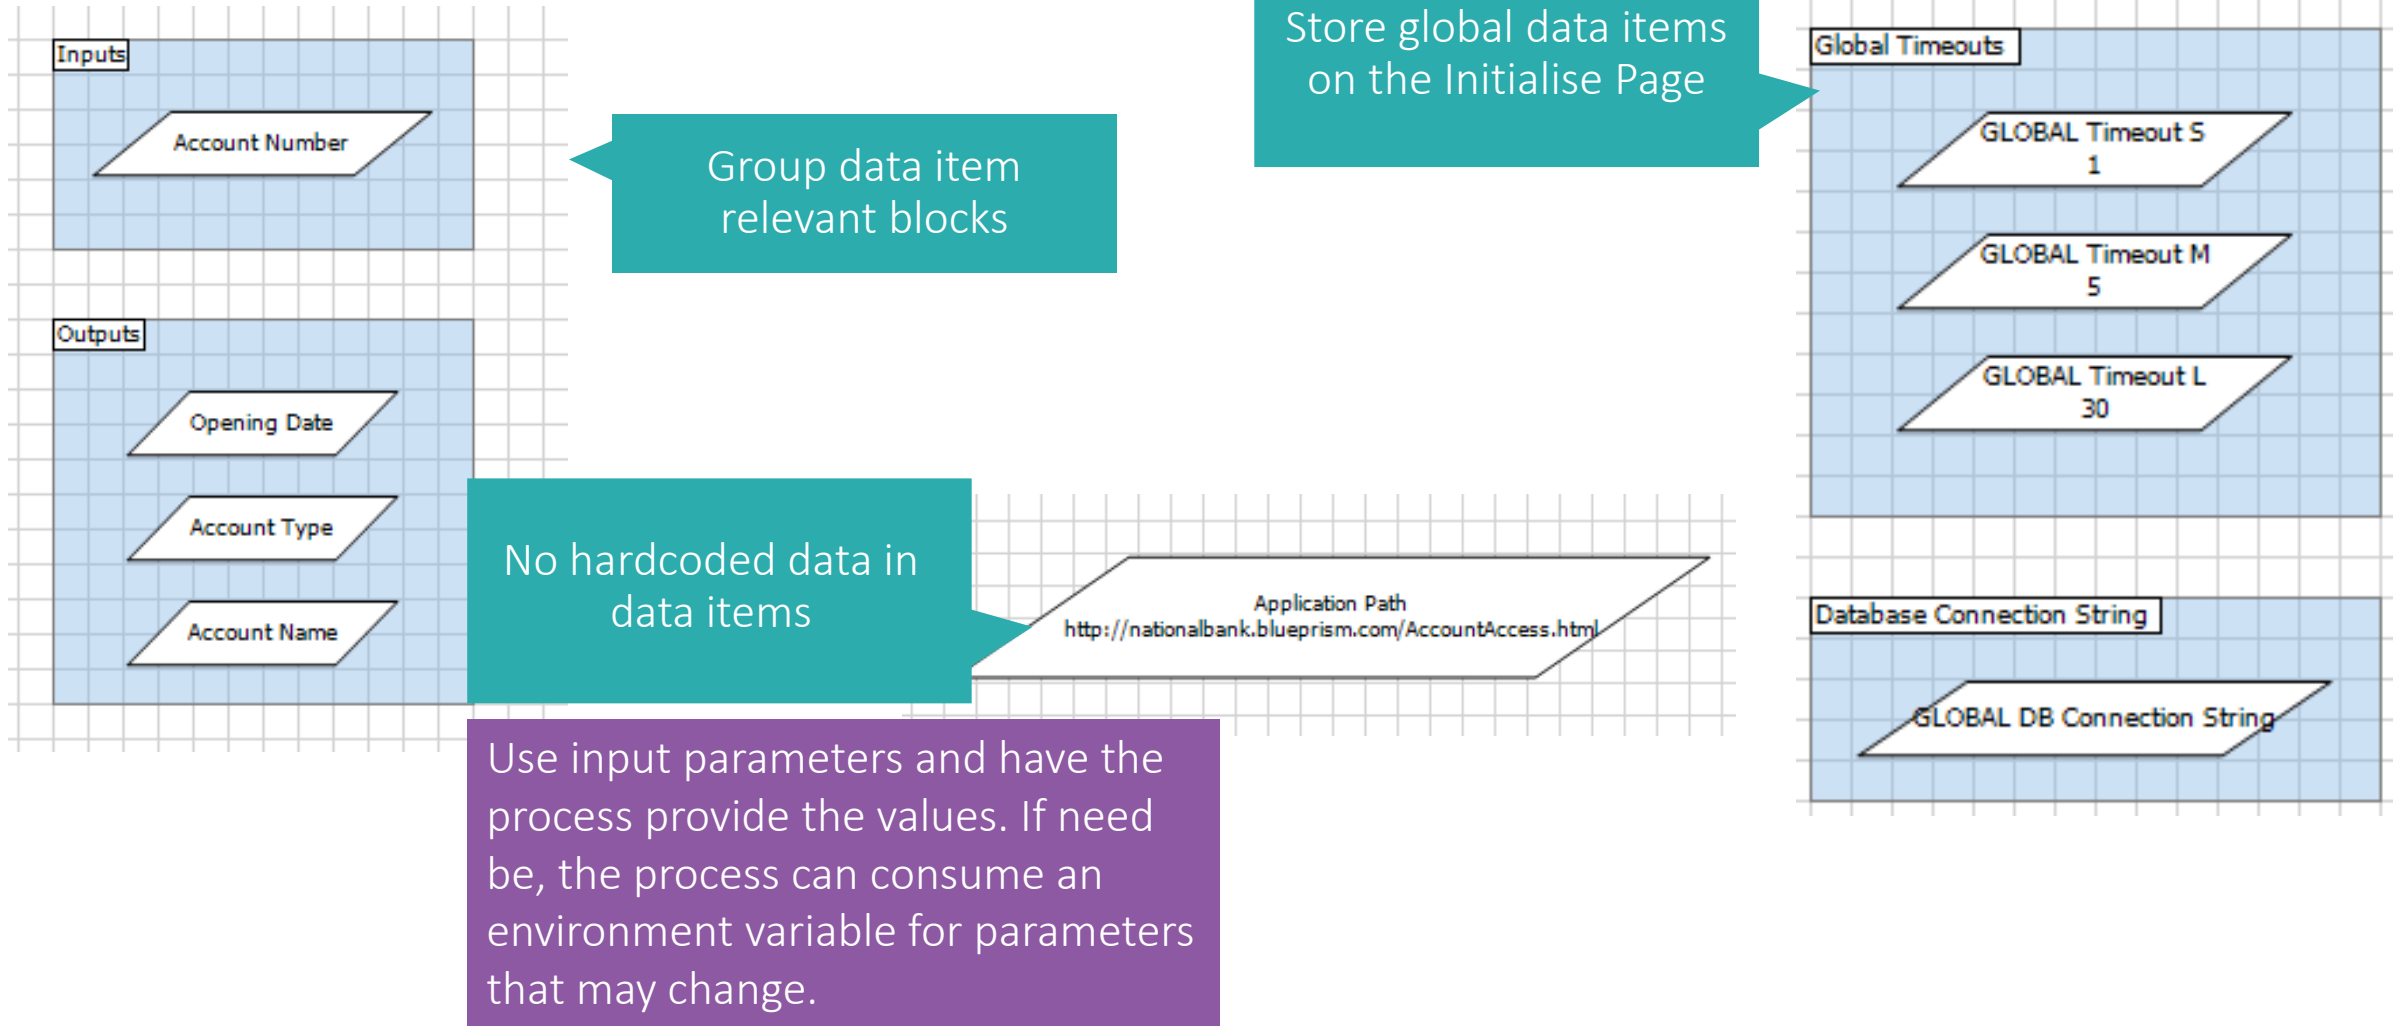 Inputs
Account Number
Outputs
Opening Date
Account Type
Account Name
Group data item
relevant blocks
Store global data items
on the Initialise Page
Global Timeouts
GLOBAL Timeout S
1
GLOBAL Timeout M
5
GLOBAL Timeout L
30
Database Connection String
GLOBAL DB Connection String
No hardcoded data in
data items
Application Path
http://nationalbank.blueprism.com/AccountAccess.html
Use input parameters and have the
process provide the values. If need
be, the process can consume an
environment variable for parameters
that may change.